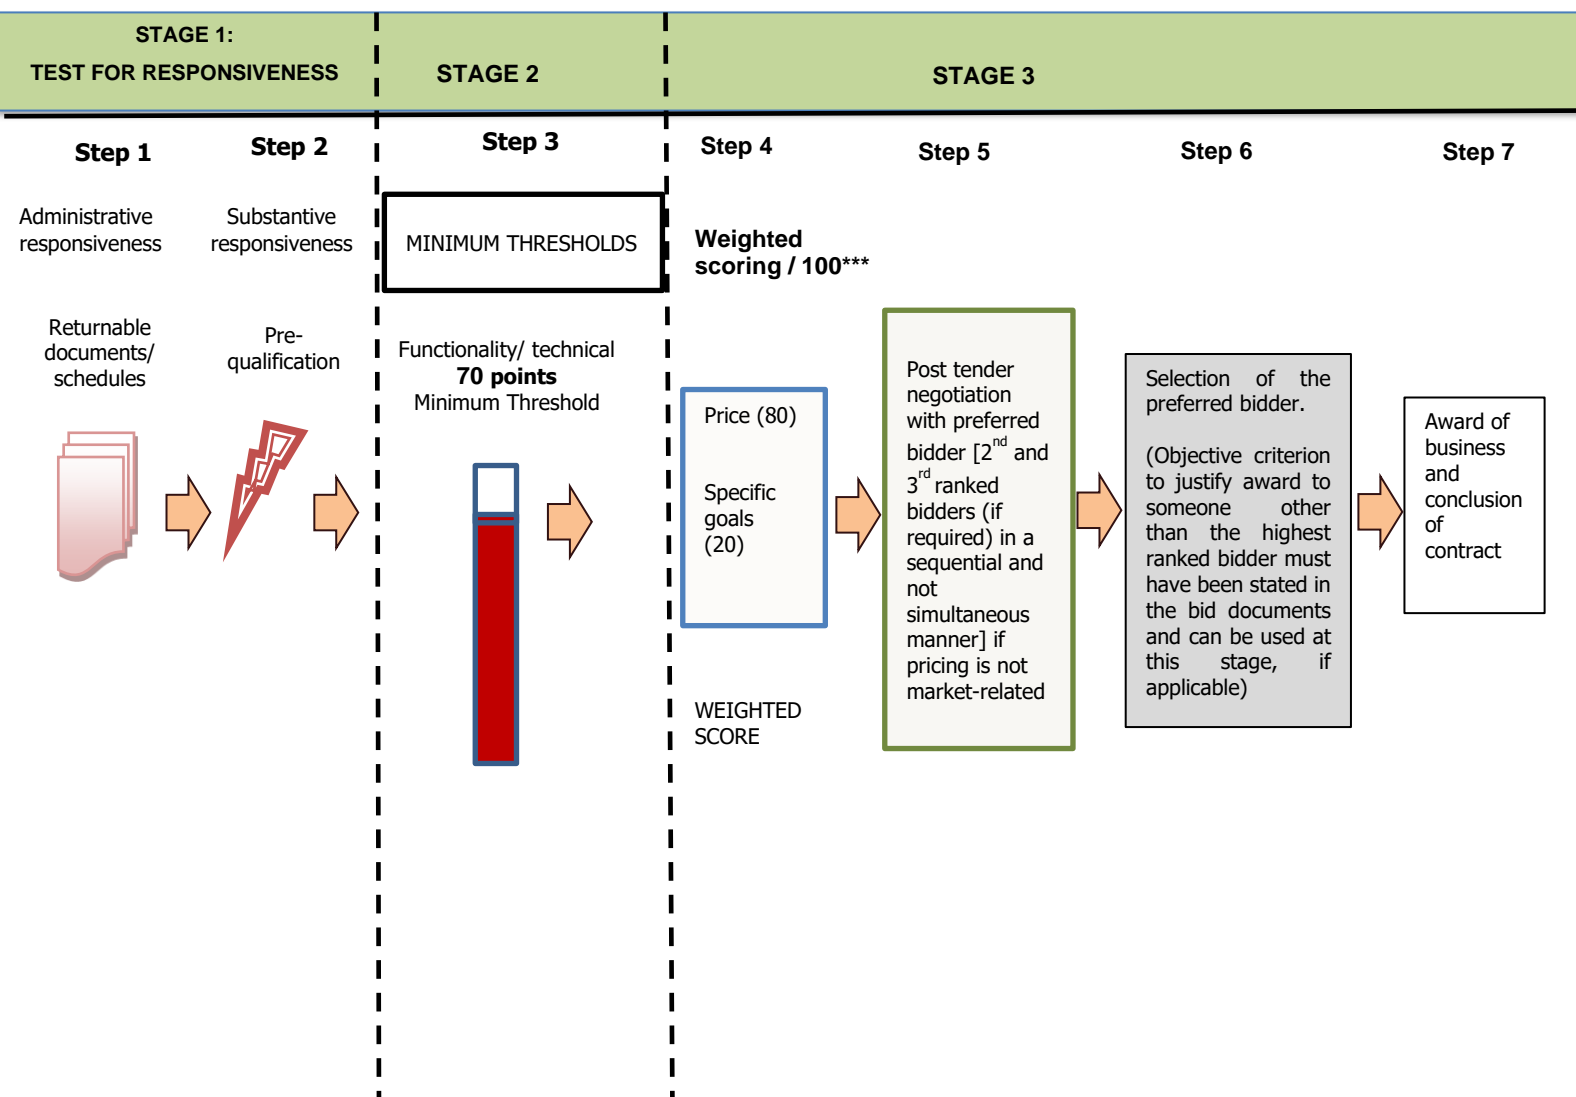 STAGE 1:
TEST FOR RESPONSIVENESS
STAGE 2
STAGE 3
Step 1
Step 2
Step 3
Step 4
Step 5
Step 6
Step 7
Administrative
responsiveness
Substantive
responsiveness
MINIMUM THRESHOLDS
Weighted
scoring / 100***
Returnable
documents/
schedules
Pre-
qualification
Functionality/ technical
70 points
Minimum Threshold
Price (80)
Specific
goals
(20)
WEIGHTED
SCORE
Post tender
negotiation
with preferred
bidder [2nd and
3rd ranked
bidders (if
required) in a
sequential and
not
simultaneous
manner] if
pricing is not
market-related
Selection of the
preferred bidder.
(Objective criterion
to justify award to
someone other
than the highest
ranked bidder must
have been stated in
the bid documents
and can be used at
this stage, if
applicable)
Award of
business
and
conclusion
of
contract